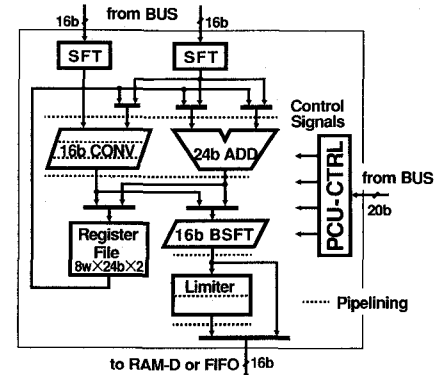 from BUS
16b
16b
SFT
SFT
Control
Signals
16b CONV
24b ADD
PCU-CTRL
from BUS
20b
Register
File
8w×24b×2
16b BSFT
Limiter
Pipelining
to RAM-D or FIFO
16b